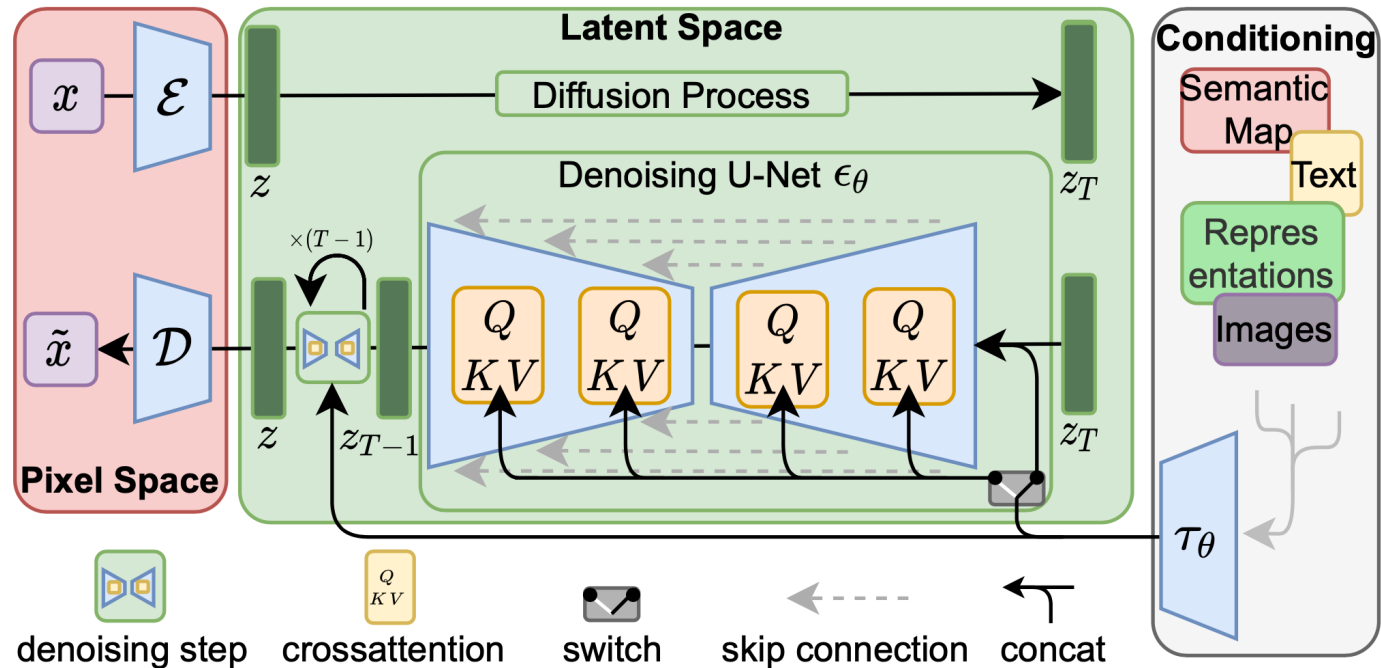 Latent Space
Conditioning
x
ℰ
Diffusion Process
Semantic
Map
Text
z
Denoising U-Net ϵ_θ
z_T
Repres
entations
×(T − 1)
Images
Q
KV
Q
KV
Q
KV
Q
KV
x̃
𝒟
z
z_{T−1}
z_T
Pixel Space
τ_θ
Q
KV
denoising step
crossattention
switch
skip connection
concat